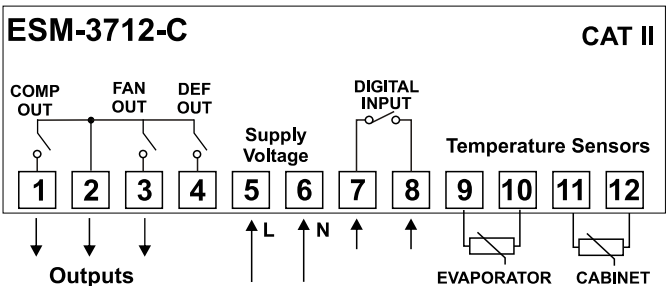 ESM-3712-C
CAT II
COMP
OUT
FAN
OUT
DEF
OUT
DIGITAL
INPUT
Supply
Voltage
Temperature Sensors
1 2 3 4 5 6 7 8 9 10 11 12
L N
Outputs
EVAPORATOR CABINET